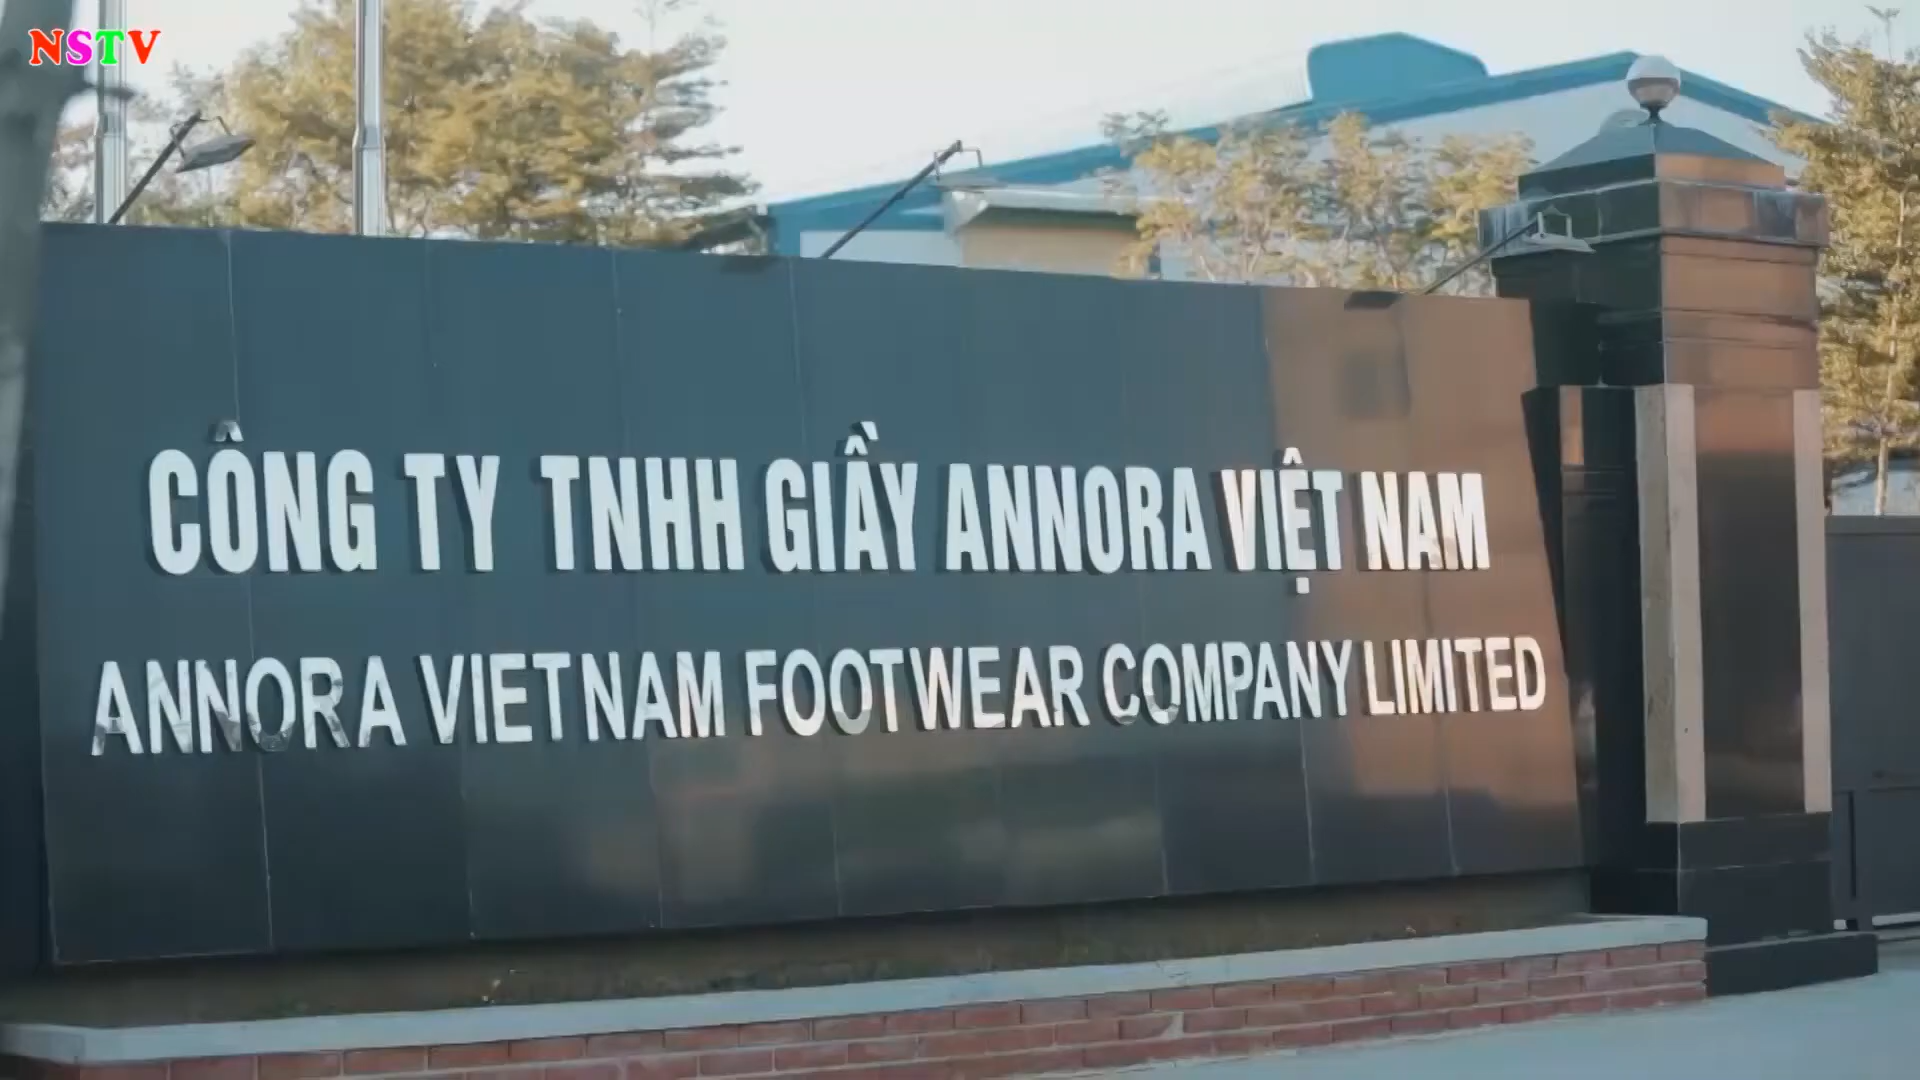 NSTV
CÔNG TY TNHH GIẦY ANNORA VIỆT NAM
ANNORA VIETNAM FOOTWEAR COMPANY LIMITED